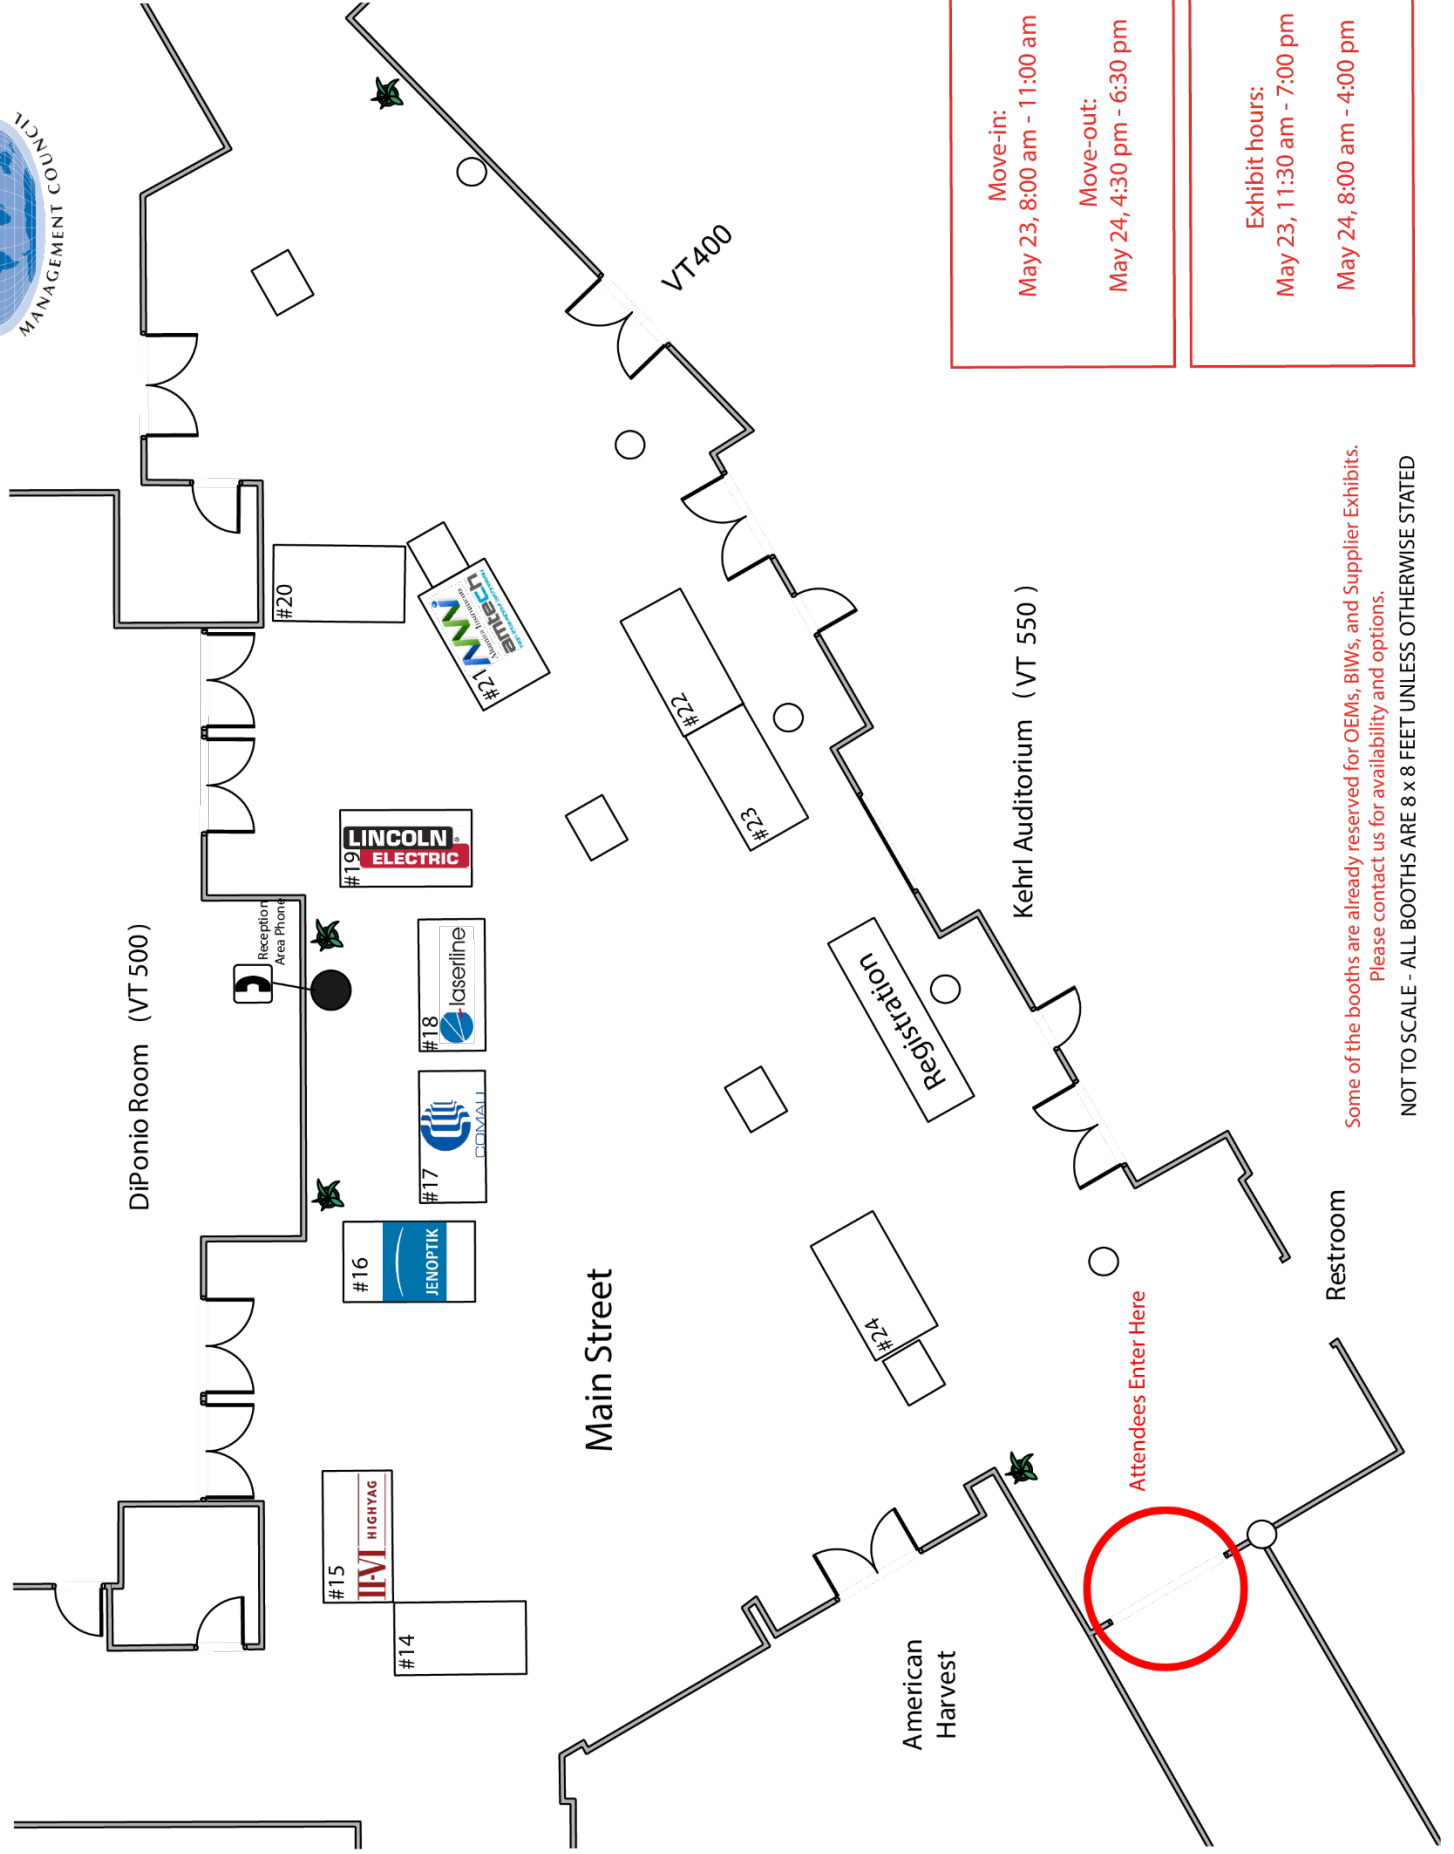 MANAGEMENT COUNCIL
DiPonio Room (VT 500)
Reception
Area Phone
#14
#15
II-VI HIGHYAG
#16
JENOPTIK
#17
COMAU
#18
laserline
#19
LINCOLN
ELECTRIC
#20
#21
Atlantra Instruments
amtech
#22
#23
#24
Registration
Main Street
VT400
Kehrl Auditorium (VT 550 )
American
Harvest
Attendees Enter Here
Restroom
Move-in:
May 23, 8:00 am - 11:00 am
Move-out:
May 24, 4:30 pm - 6:30 pm
Exhibit hours:
May 23, 11:30 am - 7:00 pm
May 24, 8:00 am - 4:00 pm
Some of the booths are already reserved for OEMs, BIWs, and Supplier Exhibits.
Please contact us for availability and options.
NOT TO SCALE - ALL BOOTHS ARE 8 x 8 FEET UNLESS OTHERWISE STATED